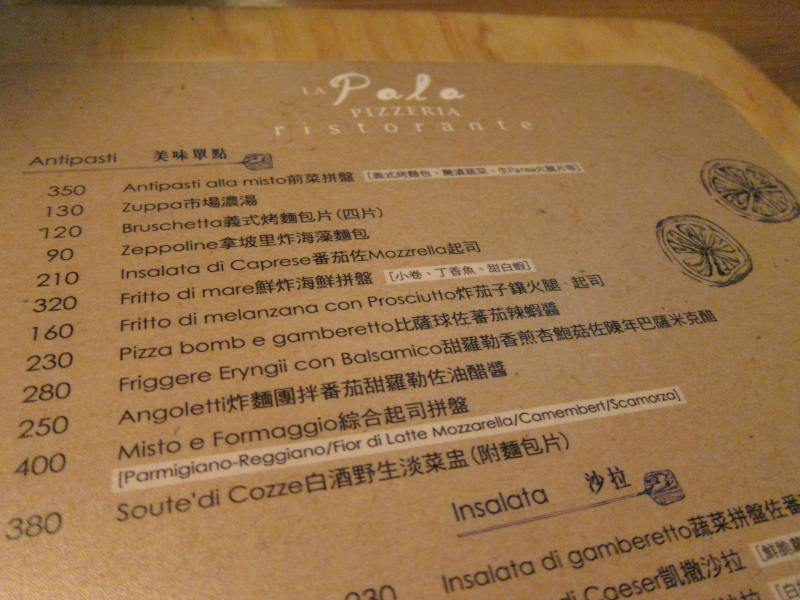 LA Pala
PIZZERIA
ristorante
Antipasti 美味單點
350 Antipasti alla misto前菜拼盤 [義式烤麵包、醃漬蔬菜、生Parma火腿片等]
130 Zuppa市場濃湯
120 Bruschetta義式烤麵包片(四片)
90 Zeppoline拿坡里炸海藻麵包
210 Insalata di Caprese番茄佐Mozzrella起司
320 Fritto di mare鮮炸海鮮拼盤 [小卷、丁香魚、甜白蝦]
160 Fritto di melanzana con Prosciutto炸茄子鑲火腿、起司
230 Pizza bomb e gamberetto比薩球佐蕃茄辣蝦醬
280 Friggere Eryngii con Balsamico甜羅勒香煎杏鮑菇佐陳年巴薩米克醋
250 Angoletti炸麵團拌番茄甜羅勒佐油醋醬
400 Misto e Formaggio綜合起司拼盤
[Parmigiano-Reggiano/Fior di Latte Mozzarella/Camembert/Scamorza]
380 Soute'di Cozze白酒野生淡菜盅(附麵包片)
Insalata 沙拉
Insalata di gamberetto蔬菜拼盤佐番
230 di Caeser凱撒沙拉 [鮮脆